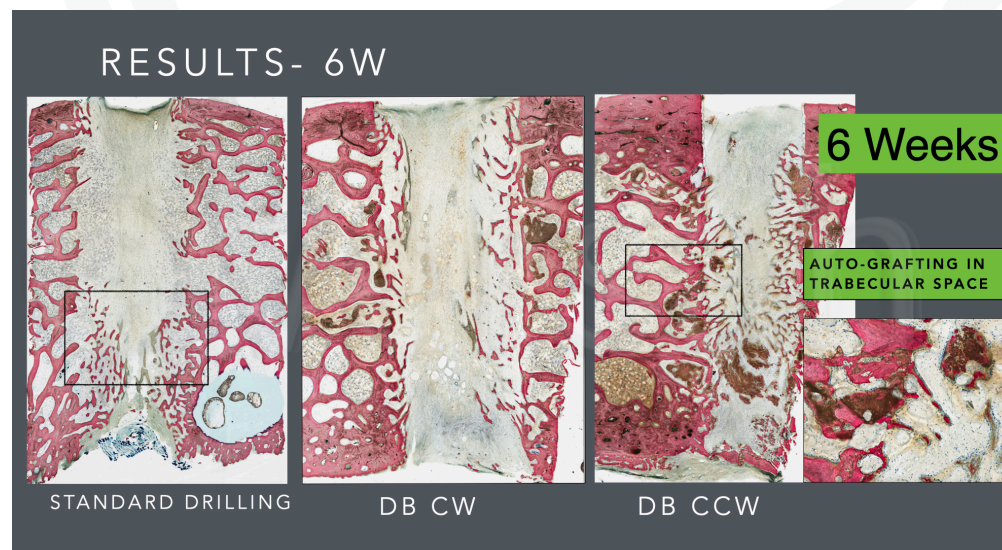 RESULTS- 6W
6 Weeks
AUTO-GRAFTING IN
TRABECULAR SPACE
STANDARD DRILLING
DB CW
DB CCW